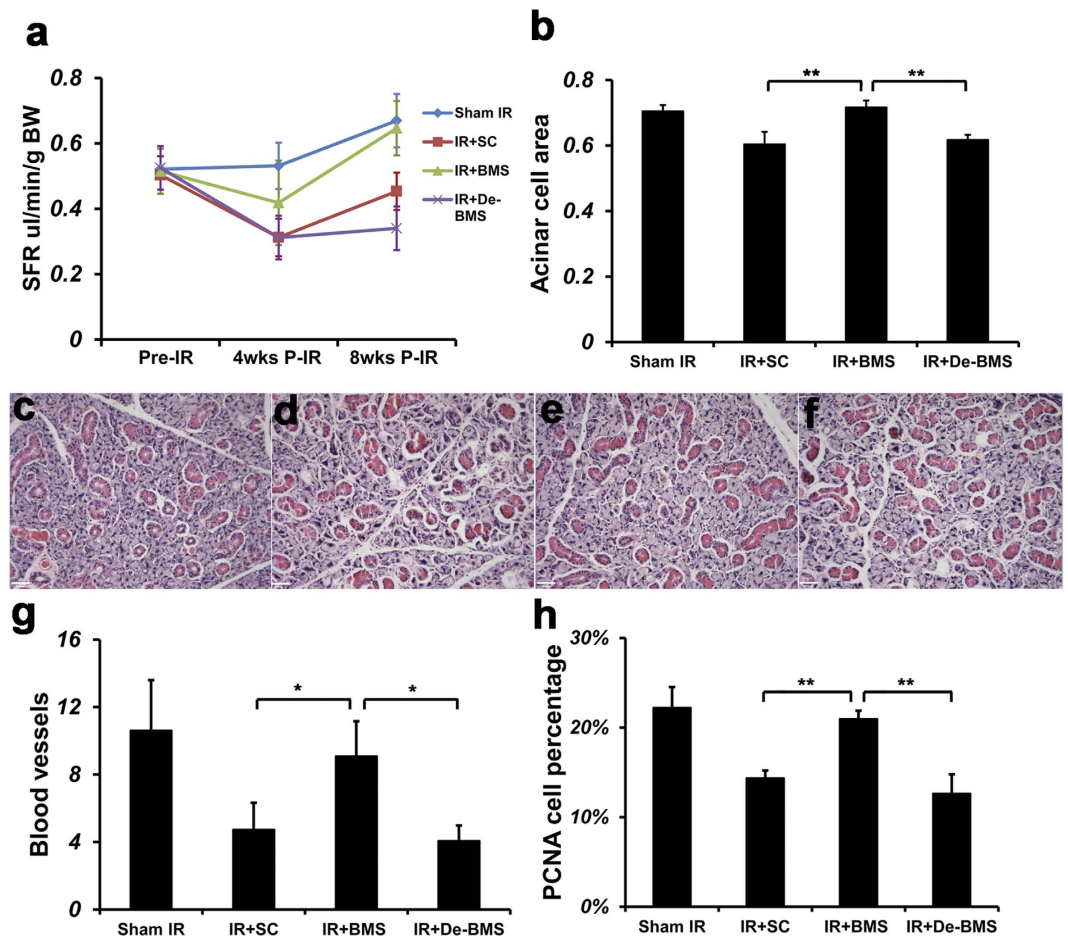 a
SFR ul/min/g BW
0.8
0.6
0.4
0.2
0
Pre-IR
4wks P-IR
8wks P-IR
Sham IR
IR+SC
IR+BMS
IR+De-
BMS
b
Acinar cell area
0.8
0.6
0.4
0.2
0
**
**
Sham IR
IR+SC
IR+BMS
IR+De-BMS
c
d
e
f
g
Blood vessels
16
12
8
4
0
*
*
Sham IR
IR+SC
IR+BMS
IR+De-BMS
h
PCNA cell percentage
30%
20%
10%
0%
**
**
Sham IR
IR+SC
IR+BMS
IR+De-BMS